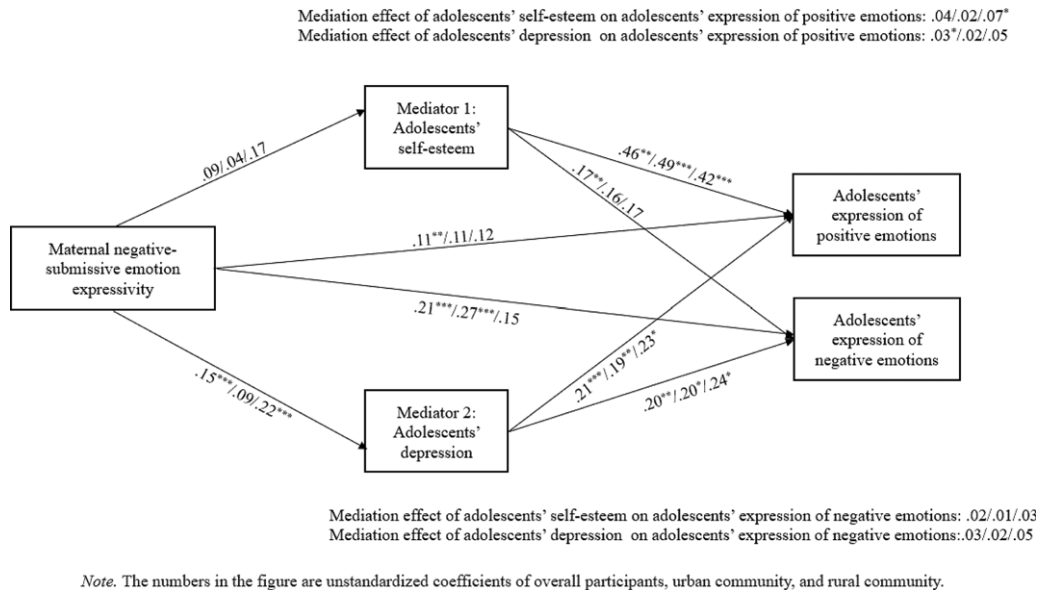 Mediation effect of adolescents’ self-esteem on adolescents’ expression of positive emotions: .04/.02/.07*
Mediation effect of adolescents’ depression on adolescents’ expression of positive emotions: .03*/.02/.05
Mediator 1:
Adolescents’
self-esteem
.09/.04/.17
.46**/.49***/.42***
.17**/.16/.17
Adolescents’
expression of
positive emotions
Maternal negative-
submissive emotion
expressivity
.11**/.11/.12
.21***/.27***/.15
Adolescents’
expression of
negative emotions
.15***/.09/.22***
.21***/.19**/.23*
.20**/.20*/.24*
Mediator 2:
Adolescents’
depression
Mediation effect of adolescents’ self-esteem on adolescents’ expression of negative emotions: .02/.01/.03
Mediation effect of adolescents’ depression on adolescents’ expression of negative emotions:.03/.02/.05
Note. The numbers in the figure are unstandardized coefficients of overall participants, urban community, and rural community.